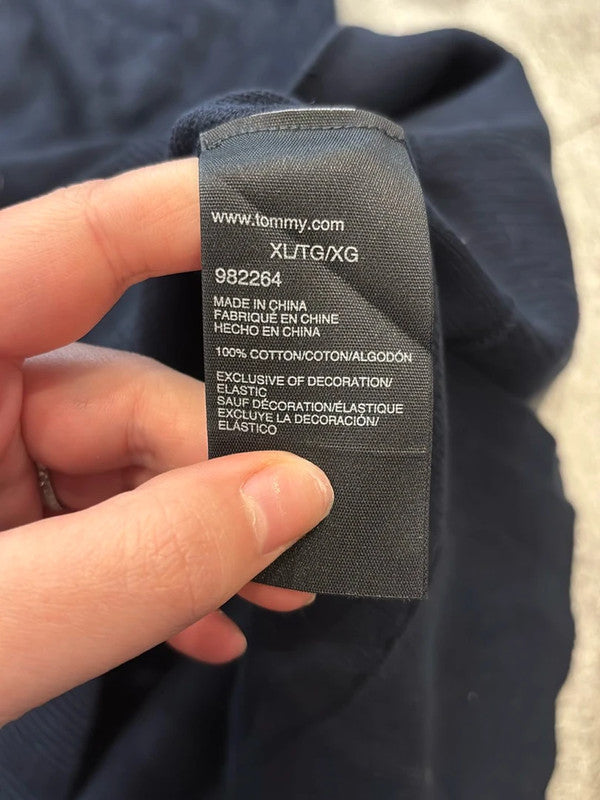 www.tommy.com
XL/TG/XG
982264
MADE IN CHINA
FABRIQUÉ EN CHINE
HECHO EN CHINA
100% COTTON/COTON/ALGODÓN
EXCLUSIVE OF DECORATION/
ELASTIC
SAUF DÉCORATION/ÉLASTIQUE
EXCLUYE LA DECORACIÓN/
ELÁSTICO